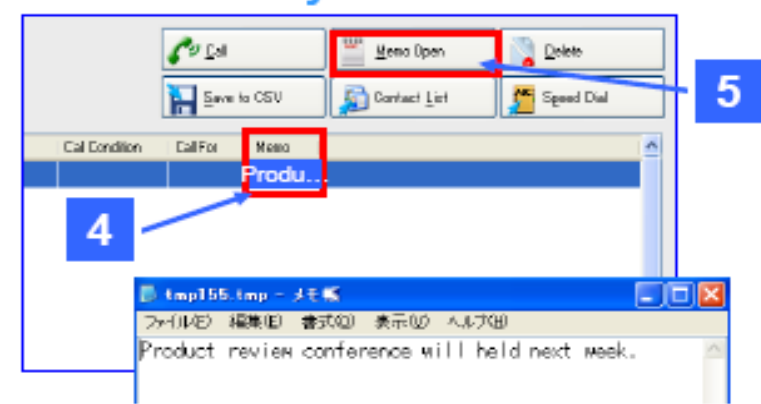 Call
Memo Open
Delete
5
Save to CSV
Contact List
Speed Dial
Call Condition
Call For
Memo
Produ...
4
tmp155.tmp - メモ帳
ファイル(F) 編集(E) 書式(O) 表示(V) ヘルプ(H)
Product review conference will held next week.